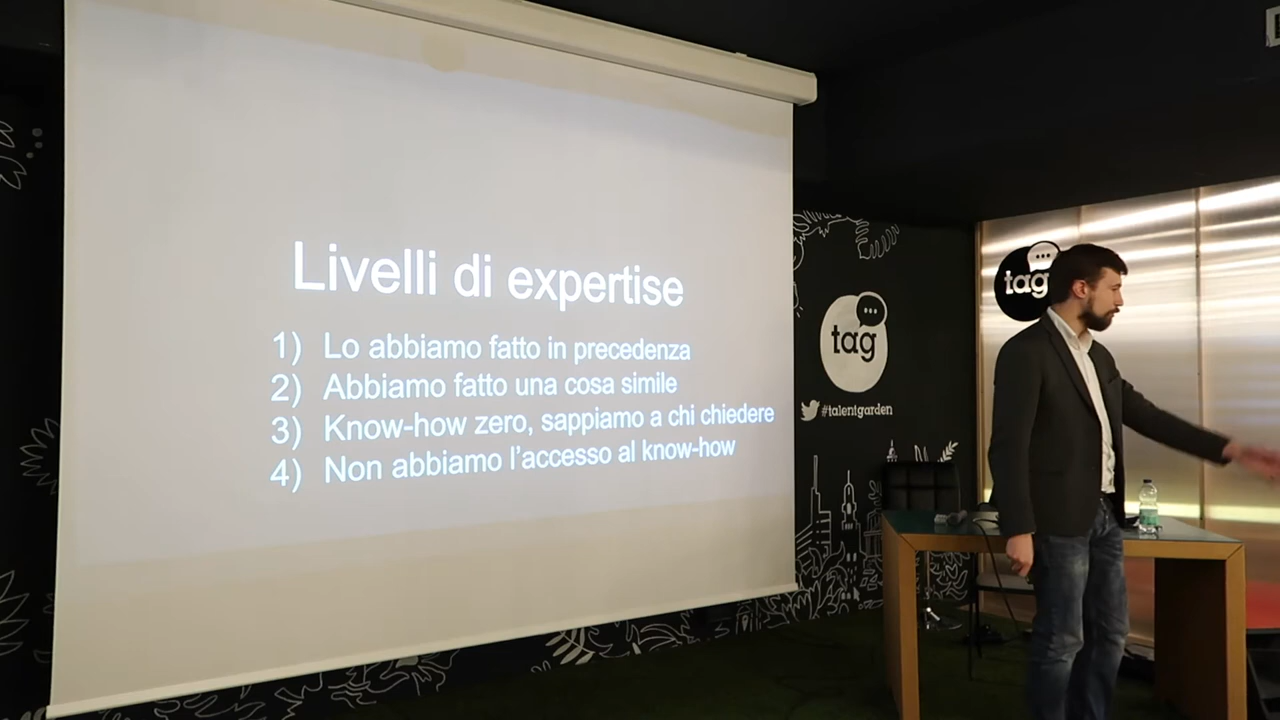 Livelli di expertise
1) Lo abbiamo fatto in precedenza
2) Abbiamo fatto una cosa simile
3) Know-how zero, sappiamo a chi chiedere
4) Non abbiamo l’accesso al know-how
tag
#talentgarden
tag